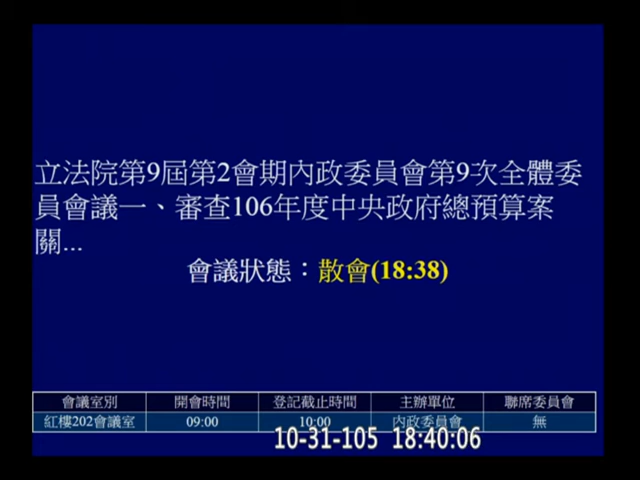 立法院第9屆第2會期內政委員會第9次全體委
員會議一、審查106年度中央政府總預算案
關...
會議狀態：散會(18:38)
會議室別 開會時間 登記截止時間 主辦單位 聯席委員會
紅樓202會議室 09:00 10:00 內政委員會 無
10-31-105 18:40:06